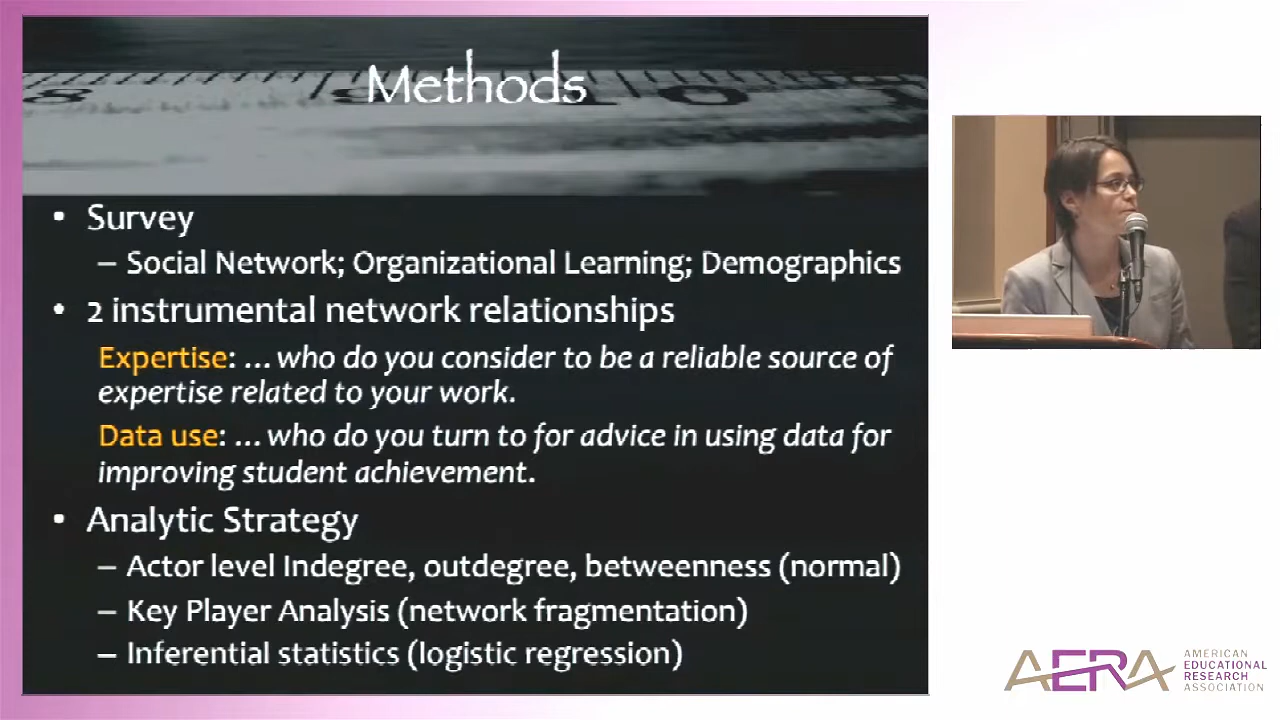 Methods
• Survey
– Social Network; Organizational Learning; Demographics
• 2 instrumental network relationships
Expertise: ... who do you consider to be a reliable source of
expertise related to your work.
Data use: ... who do you turn to for advice in using data for
improving student achievement.
• Analytic Strategy
– Actor level Indegree, outdegree, betweenness (normal)
– Key Player Analysis (network fragmentation)
– Inferential statistics (logistic regression)
AERA
AMERICAN
EDUCATIONAL
RESEARCH
ASSOCIATION